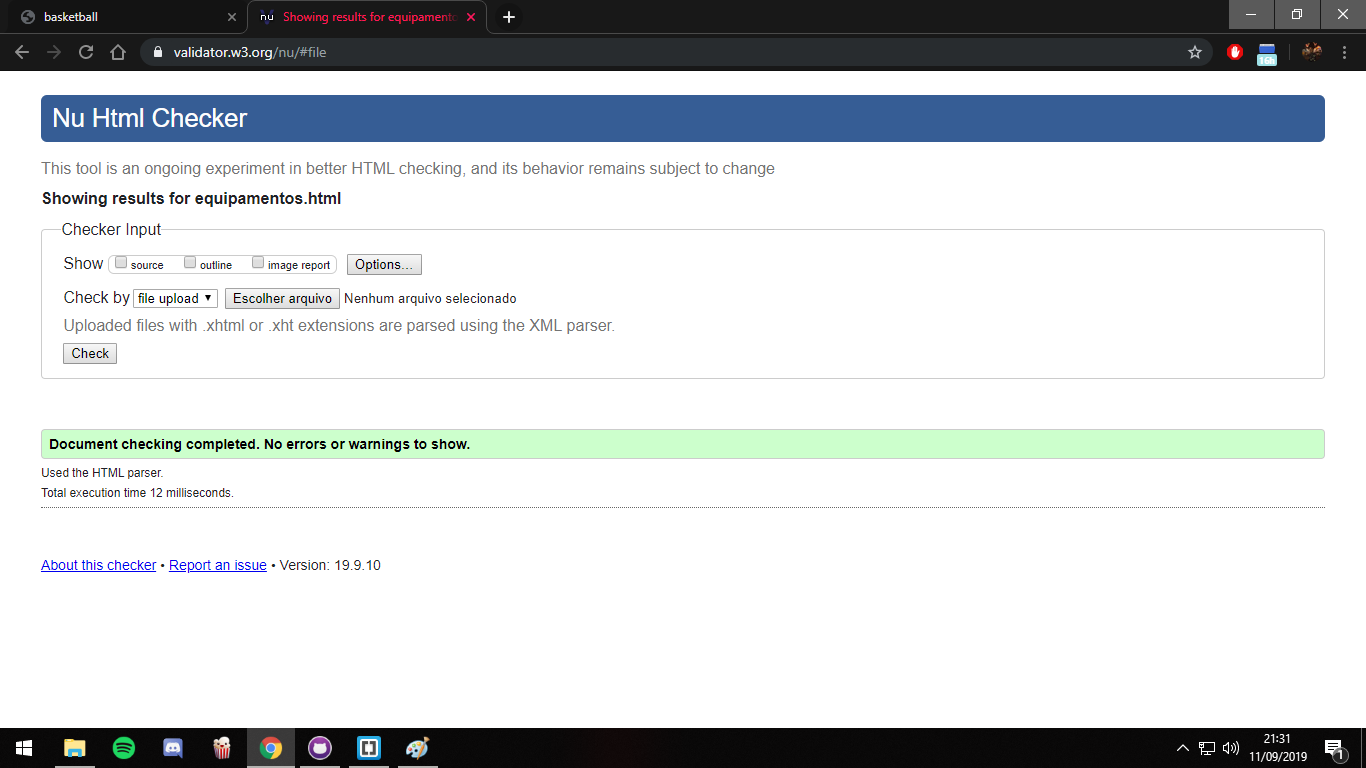 basketball
nu Showing results for equipamento
validator.w3.org/nu/#file
16h
Nu Html Checker
This tool is an ongoing experiment in better HTML checking, and its behavior remains subject to change
Showing results for equipamentos.html
Checker Input
Show source outline image report Options...
Check by file upload Escolher arquivo Nenhum arquivo selecionado
Uploaded files with .xhtml or .xht extensions are parsed using the XML parser.
Check
Document checking completed. No errors or warnings to show.
Used the HTML parser.
Total execution time 12 milliseconds.
About this checker • Report an issue • Version: 19.9.10
21:31
11/09/2019
1